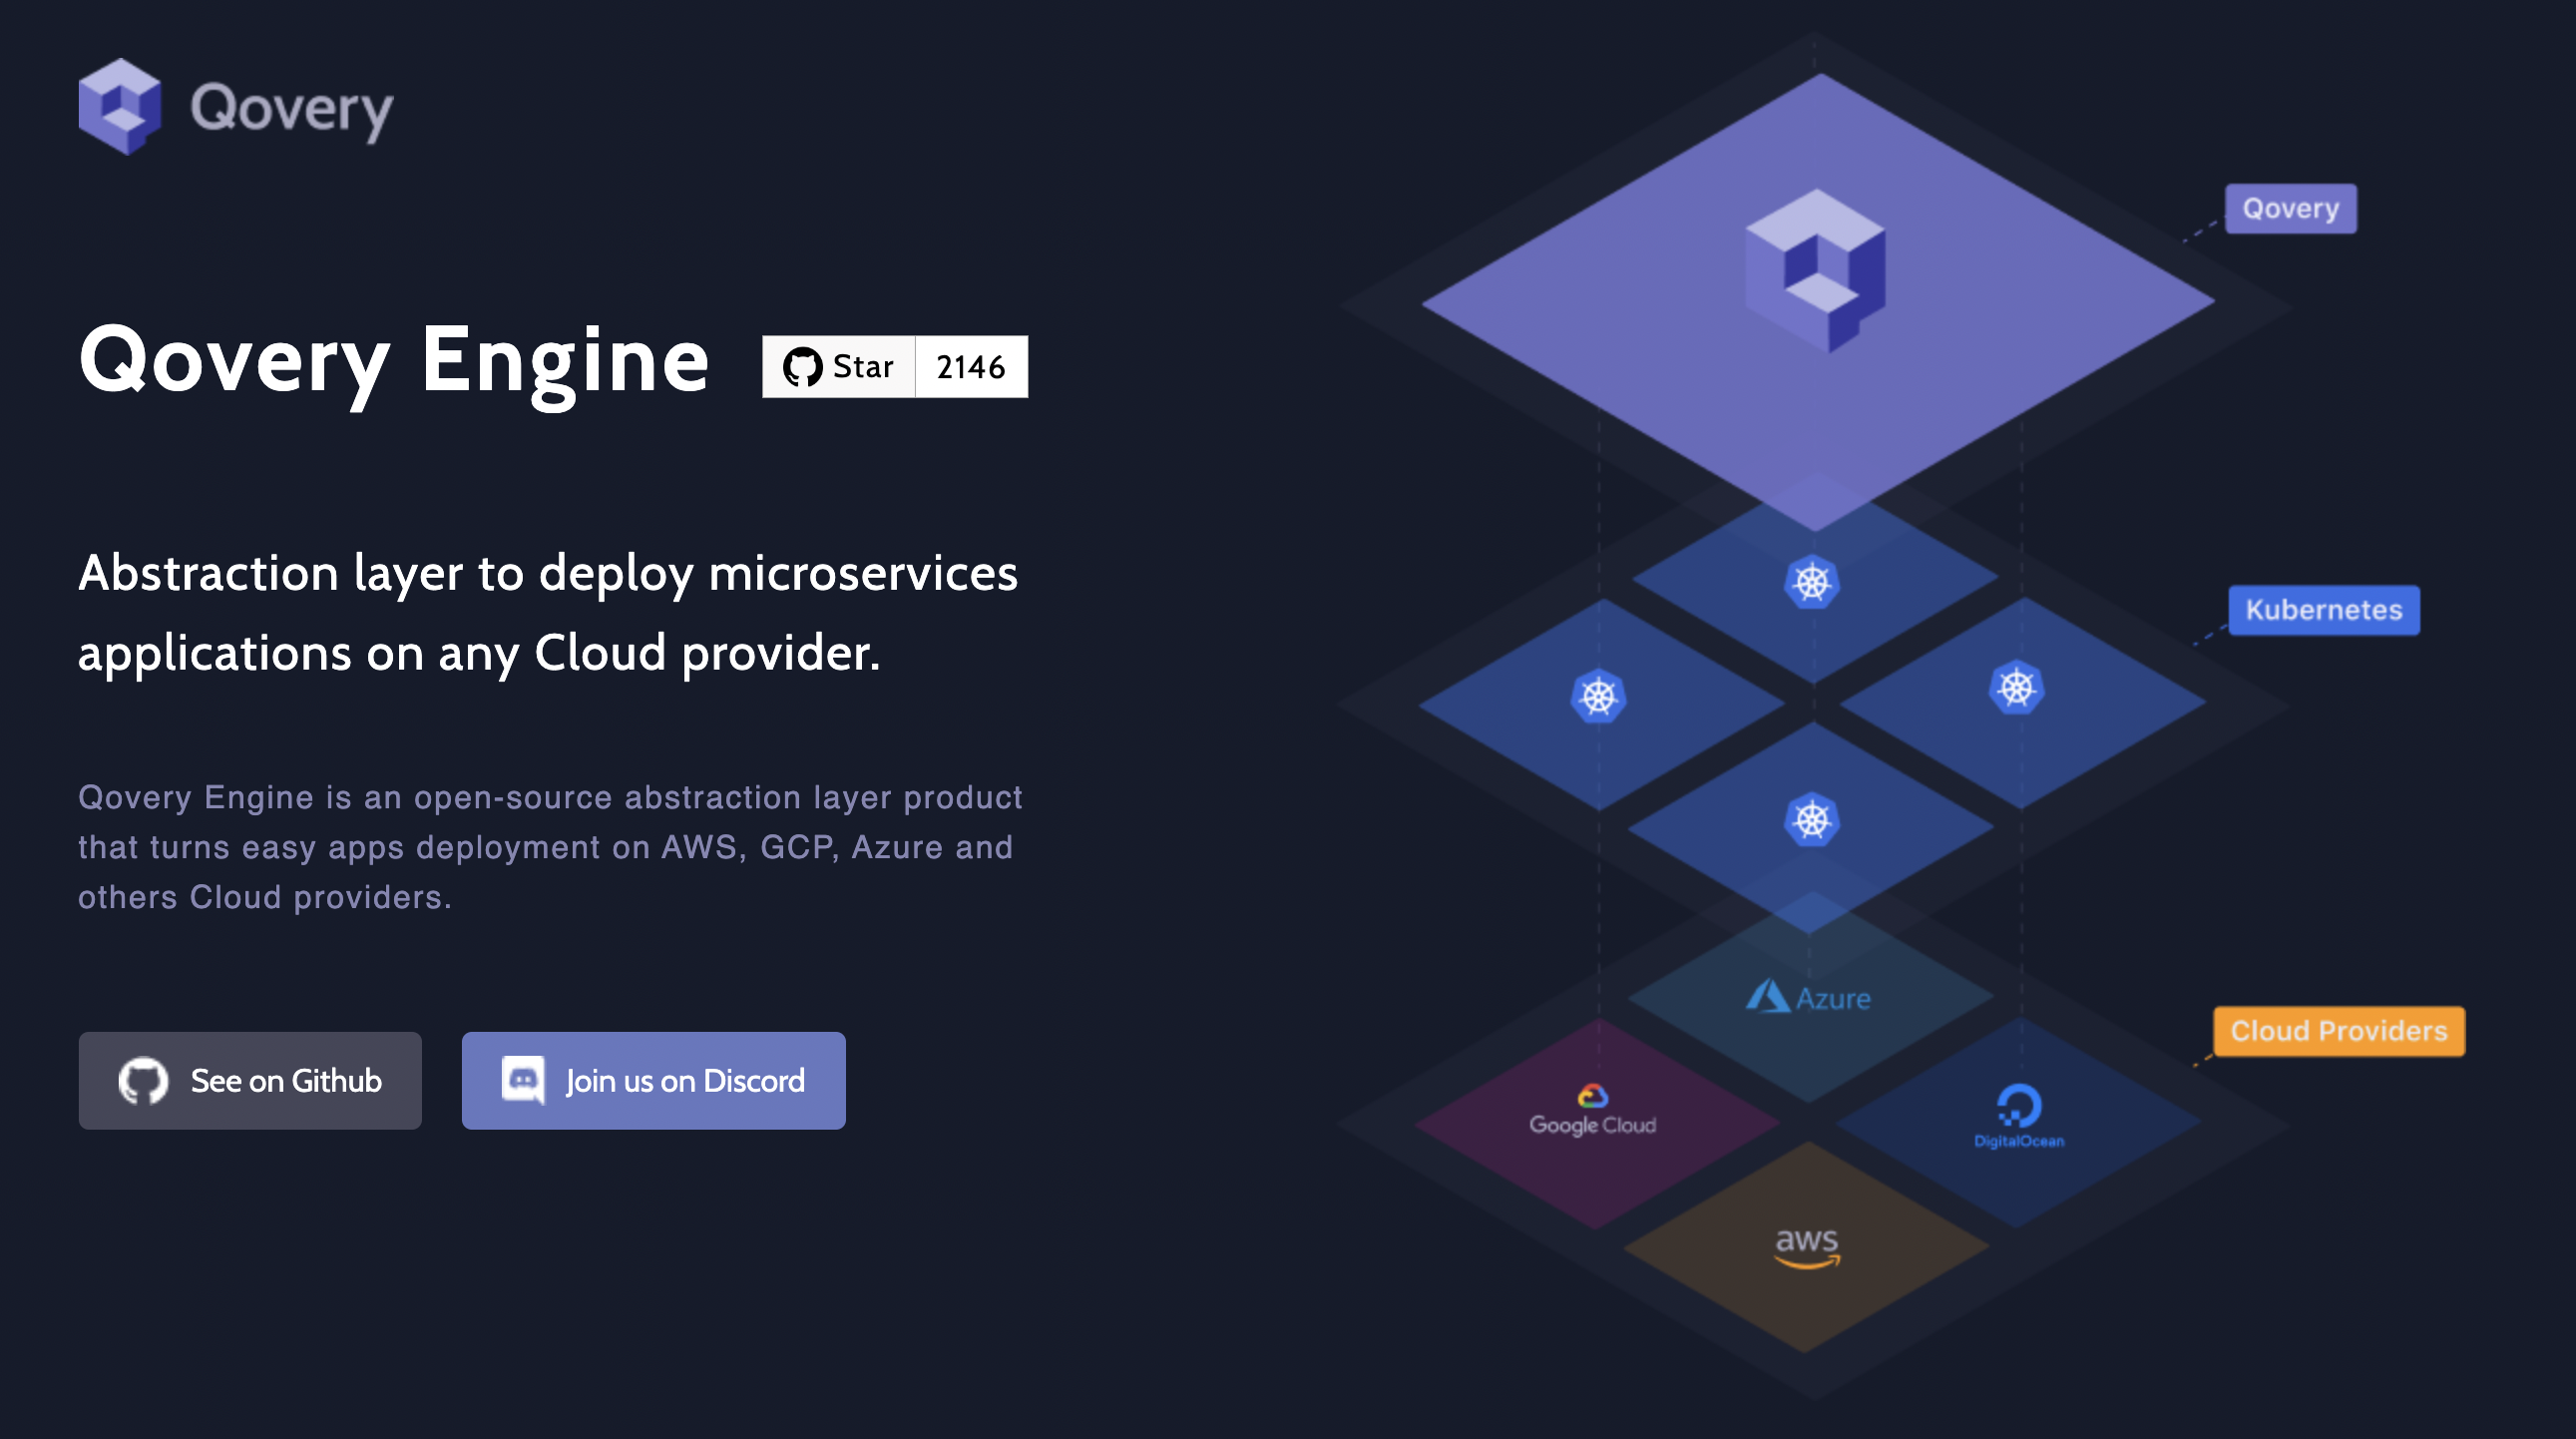 Qovery
Qovery Engine
Star 2146
Abstraction layer to deploy microservices
applications on any Cloud provider.
Qovery Engine is an open-source abstraction layer product
that turns easy apps deployment on AWS, GCP, Azure and
others Cloud providers.
See on Github
Join us on Discord
Qovery
Kubernetes
Cloud Providers
Azure
Google Cloud
DigitalOcean
aws